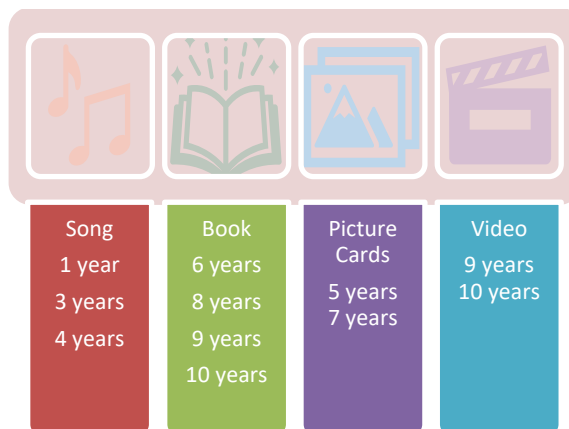 Song
1 year
3 years
4 years
Book
6 years
8 years
9 years
10 years
Picture
Cards
5 years
7 years
Video
9 years
10 years